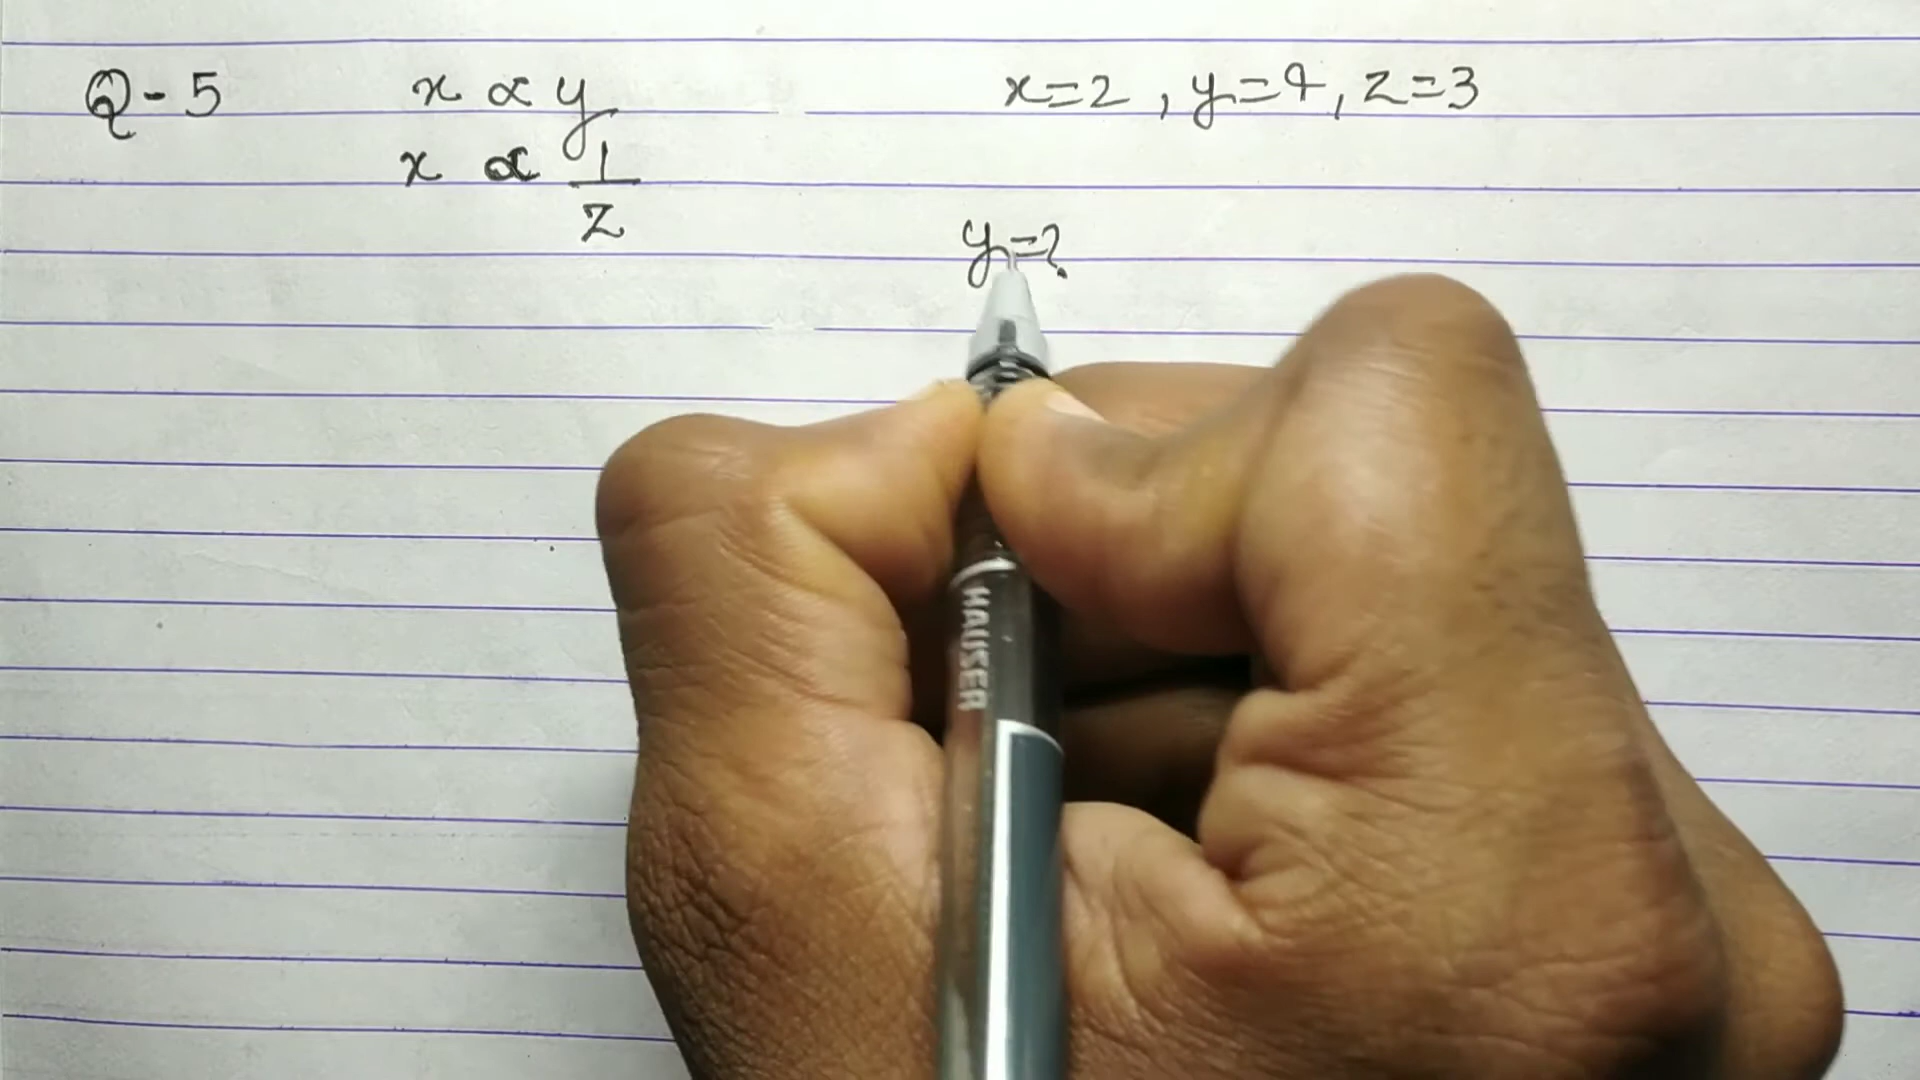 Q-5 x ∝ y x=2, y=4, z=3
x ∝ 1/z
y=?
HAUSER